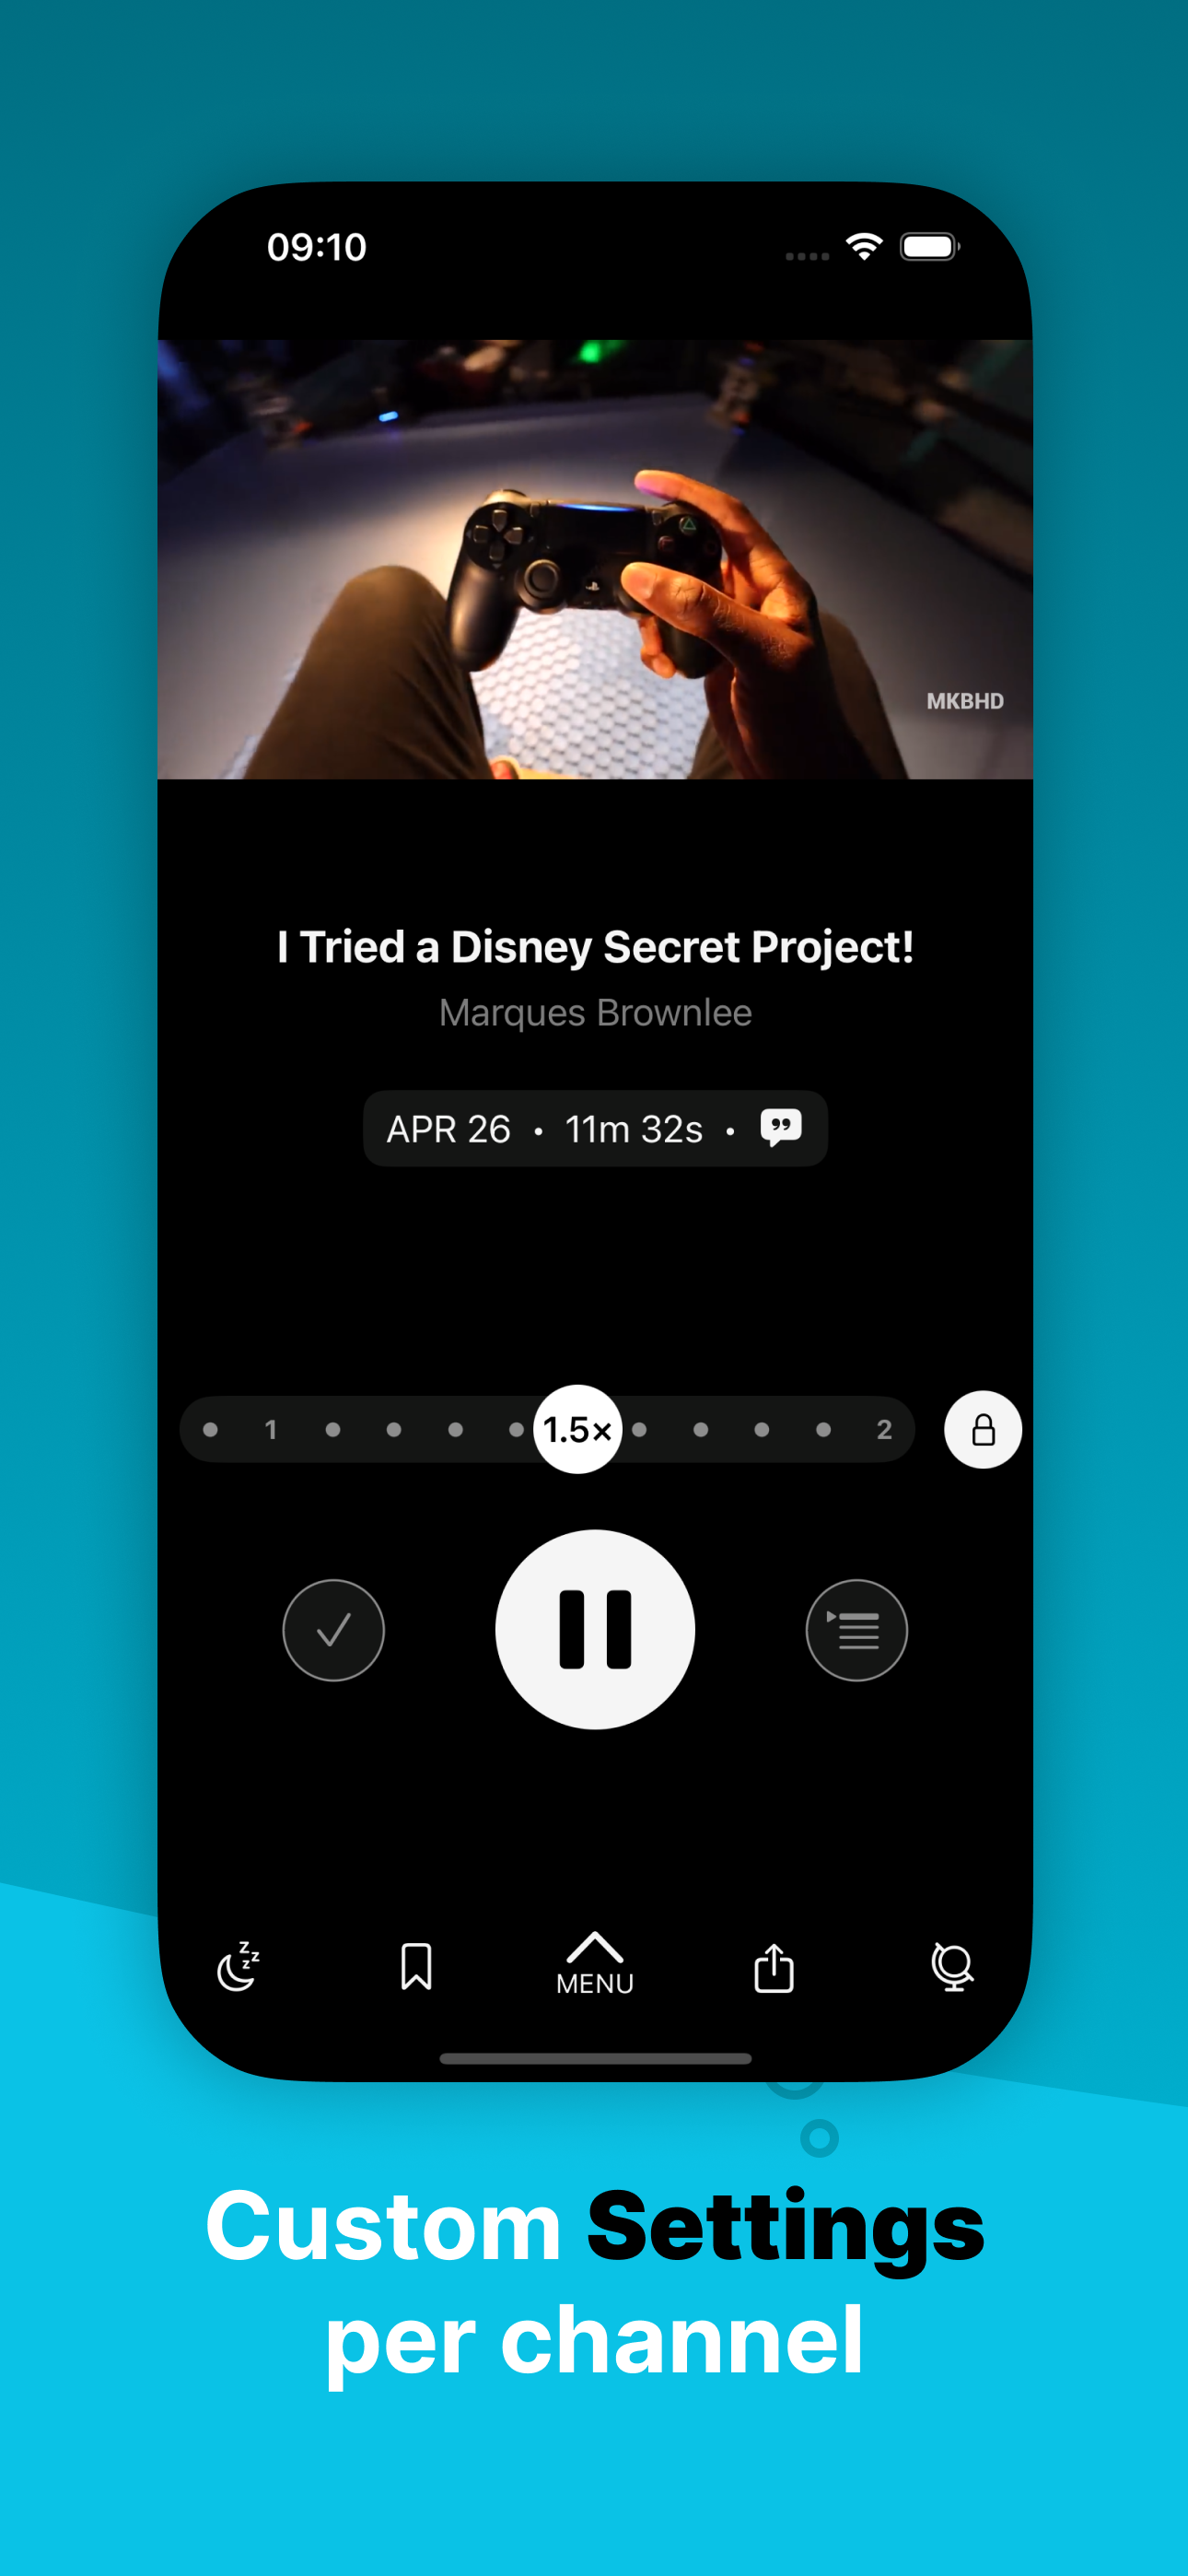 09:10
MKBHD
I Tried a Disney Secret Project!
Marques Brownlee
APR 26 • 11m 32s •
1 1.5× 2
z z z
MENU
Custom Settings
per channel